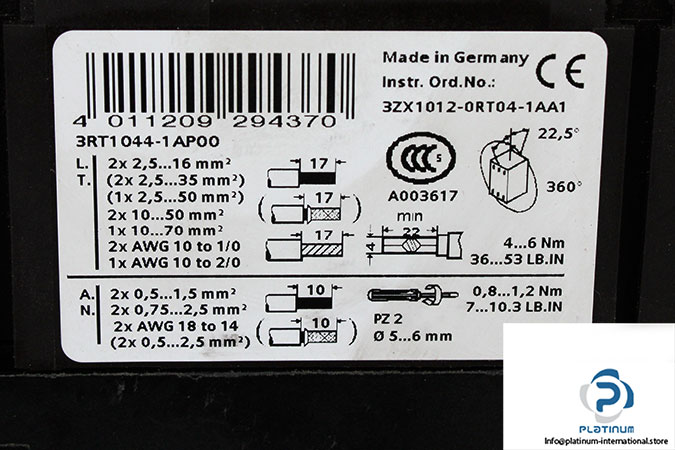 Made in Germany
Instr. Ord.No.:
3ZX1012-0RT04-1AA1
CE
4 011209 294370
3RT1044-1AP00
L. 2x 2,5...16 mm² 17
T. (2x 2,5...35 mm²)
(1x 2,5...50 mm²) ( 17 )
2x 10...50 mm²
1x 10...70 mm² 17
2x AWG 10 to 1/0
1x AWG 10 to 2/0
CCC S
A003617
min
22
4
22,5°
360°
4...6 Nm
36...53 LB.IN
A. 2x 0,5...1,5 mm² 10
N. 2x 0,75...2,5 mm²
2x AWG 18 to 14 ( 10 )
(2x 0,5...2,5 mm²)
PZ 2
Ø 5...6 mm
0,8...1,2 Nm
7...10.3 LB.IN
PLATINUM
Info@platinum-international.store